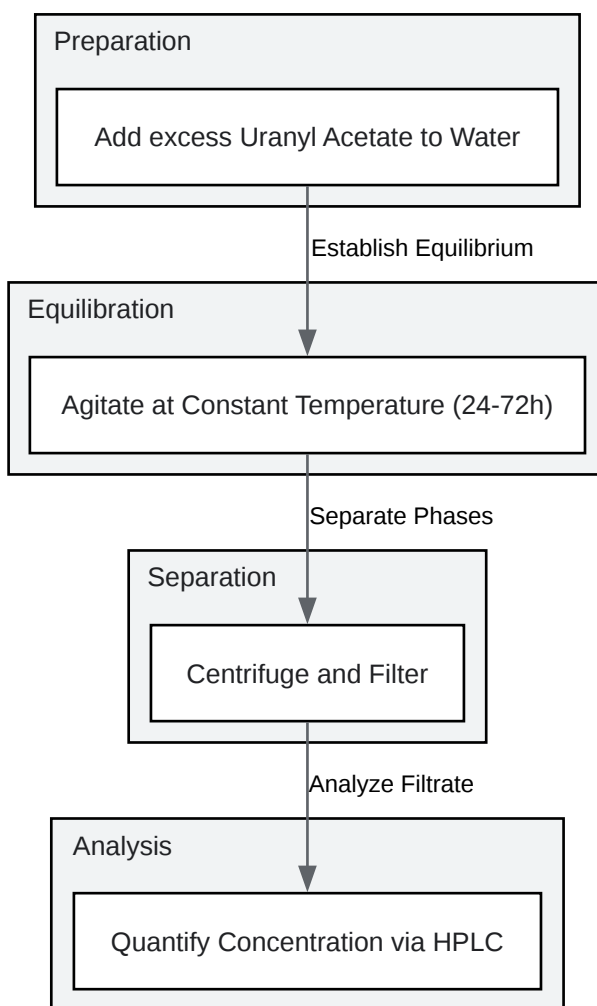 Preparation
Add excess Uranyl Acetate to Water
Establish Equilibrium
Equilibration
Agitate at Constant Temperature (24-72h)
Separate Phases
Separation
Centrifuge and Filter
Analyze Filtrate
Analysis
Quantify Concentration via HPLC